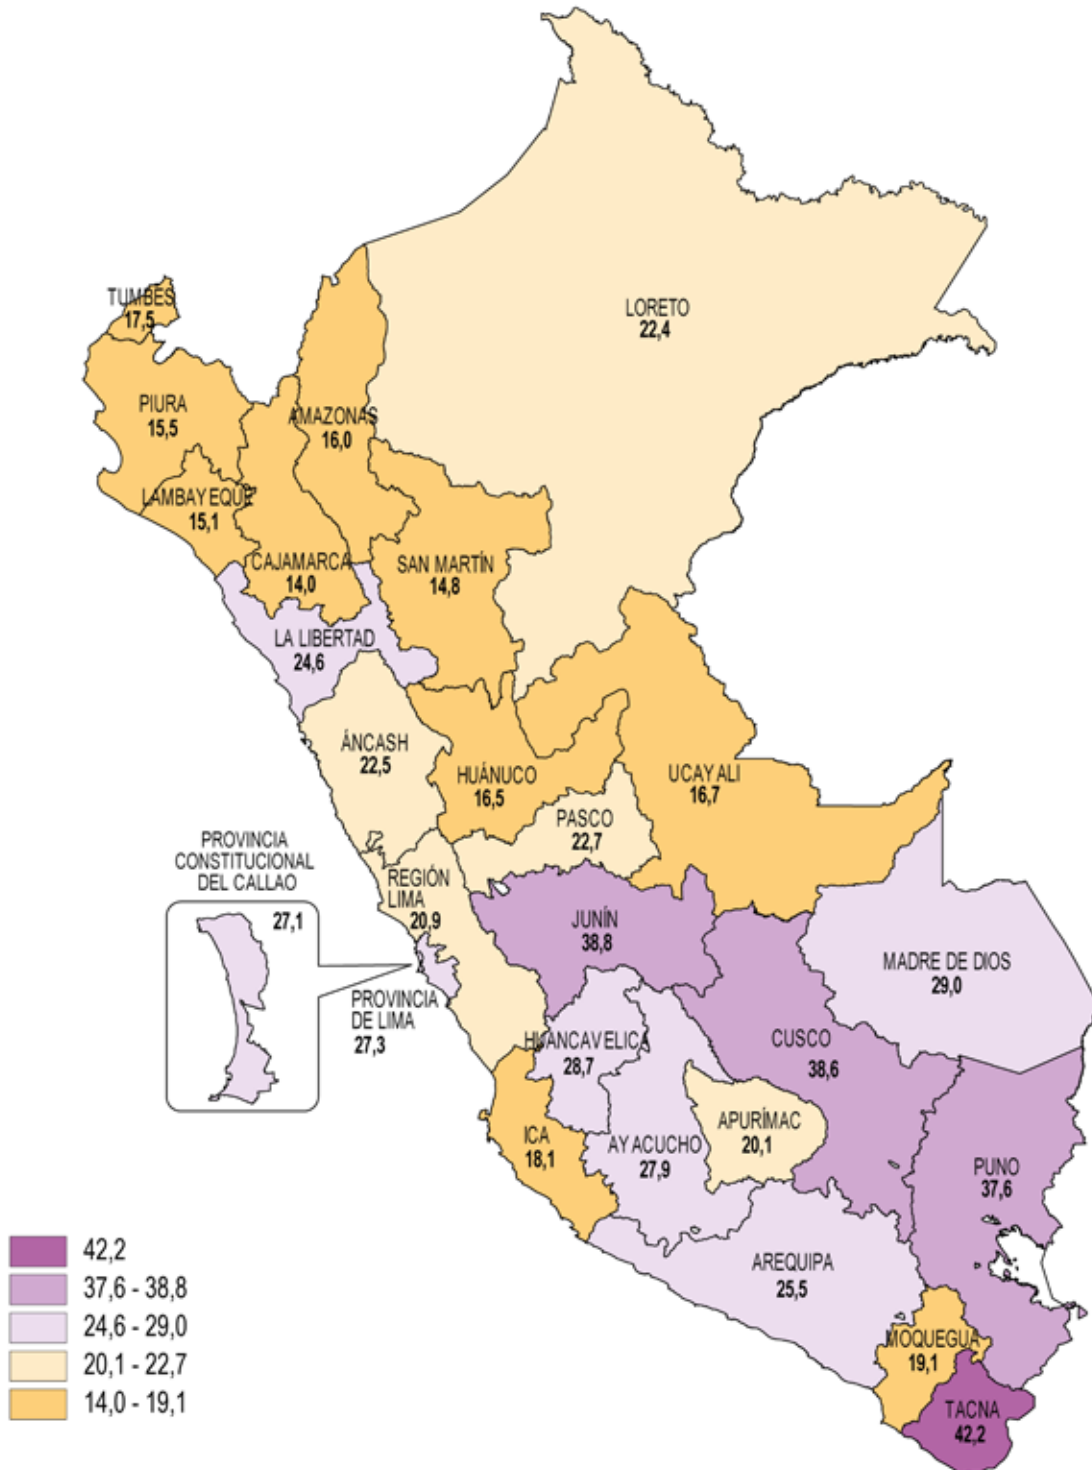 LORETO
22,4
TUMBES
17,5
PIURA
15,5
AMAZONAS
16,0
LAMBAYEQUE
15,1
CAJAMARCA
14,0
SAN MARTÍN
14,8
LA LIBERTAD
24,6
ÁNCASH
22,5
HUÁNUCO
16,5
UCAYALI
16,7
PASCO
22,7
PROVINCIA
CONSTITUCIONAL
DEL CALLAO
27,1
REGIÓN
LIMA
20,9
JUNÍN
38,8
MADRE DE DIOS
29,0
PROVINCIA
DE LIMA
27,3
HUANCAVELICA
28,7
CUSCO
38,6
ICA
18,1
AYACUCHO
27,9
APURÍMAC
20,1
PUNO
37,6
AREQUIPA
25,5
MOQUEGUA
19,1
TACNA
42,2
42,2
37,6 - 38,8
24,6 - 29,0
20,1 - 22,7
14,0 - 19,1